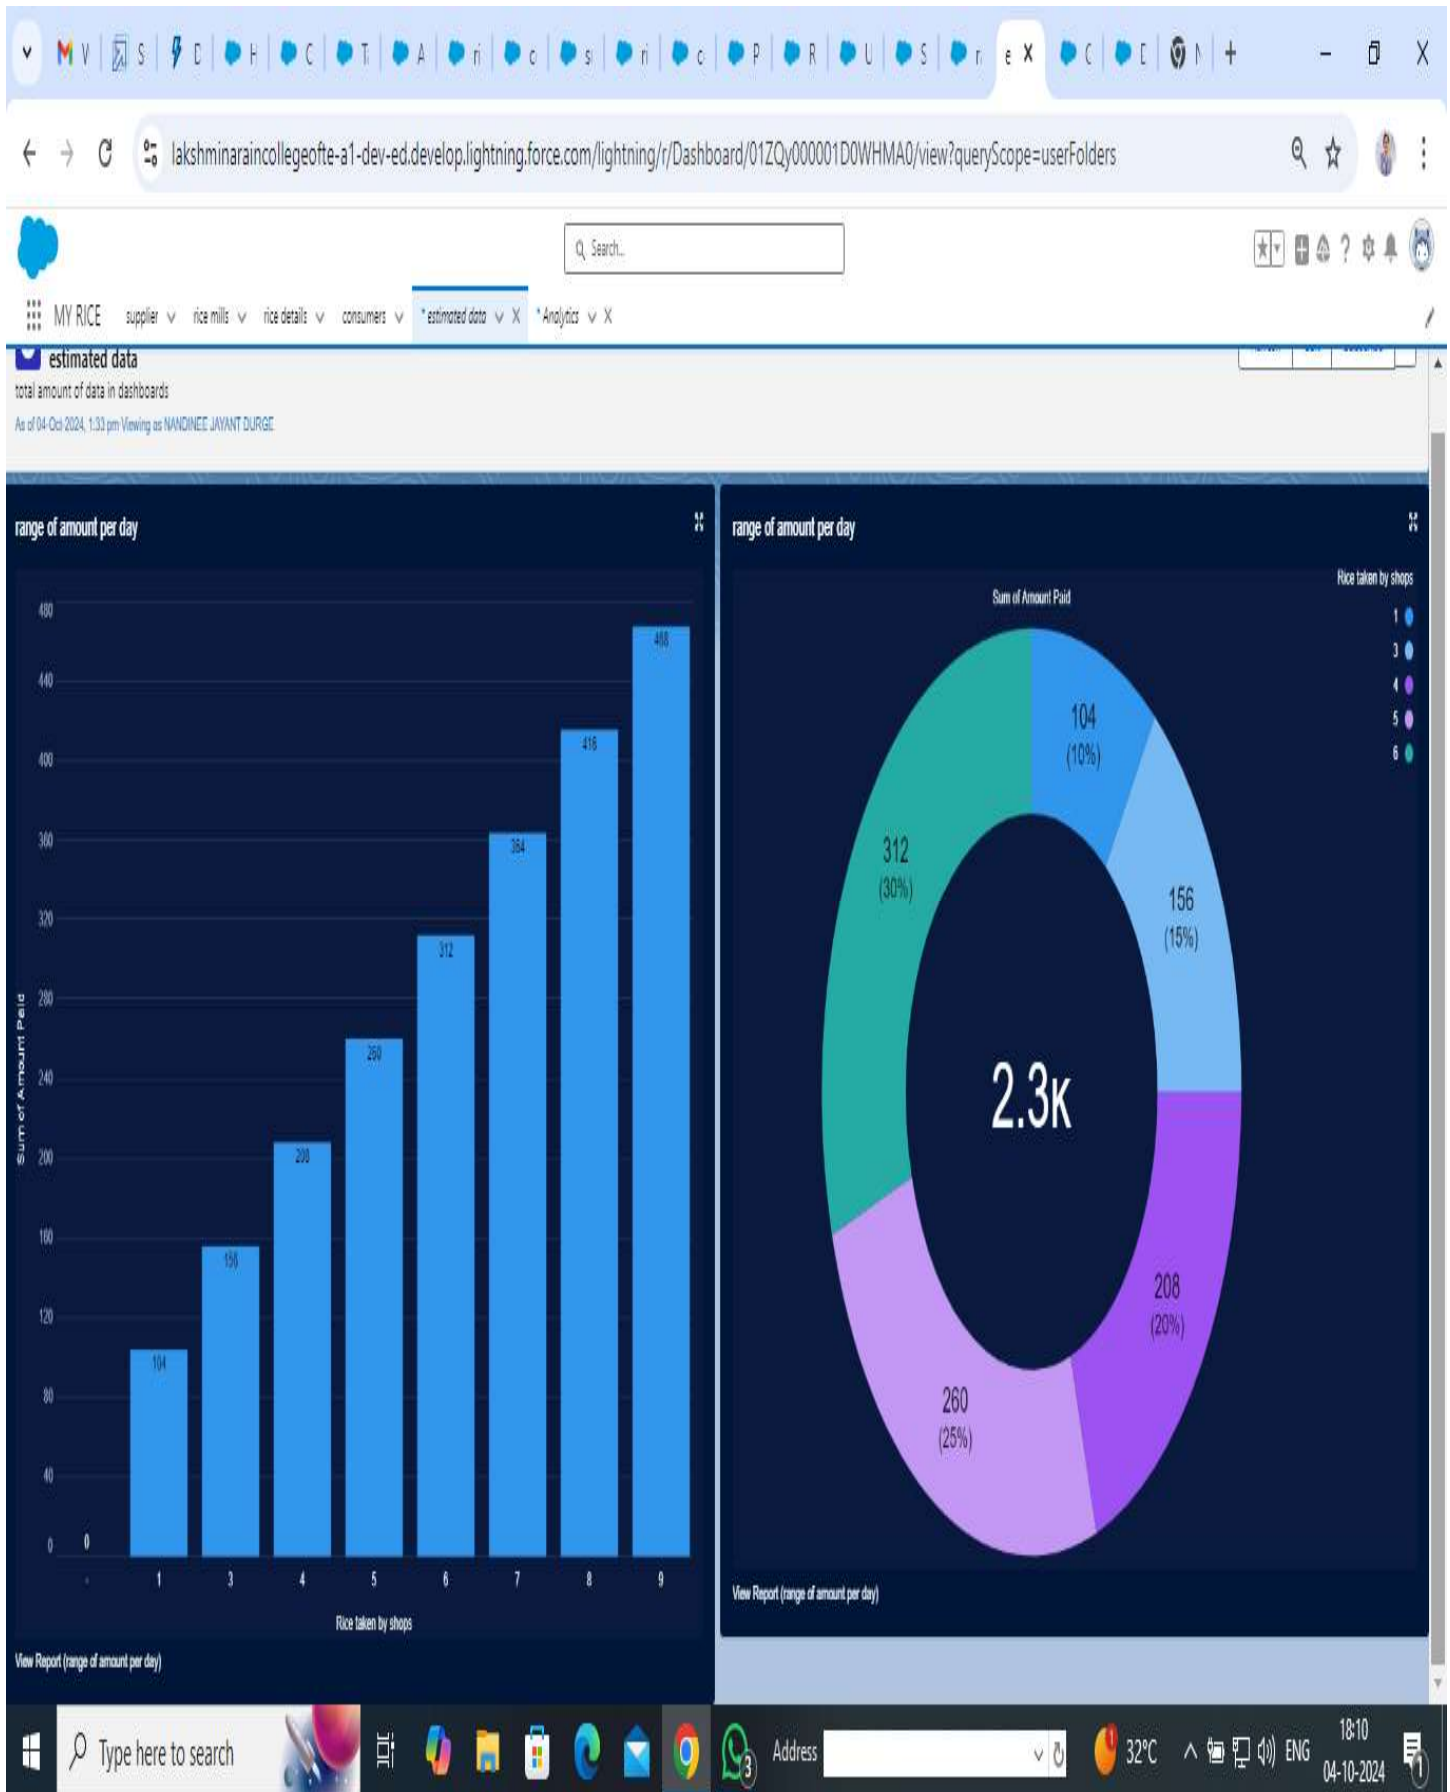 V S D H C T A ri c s ri c P R U S r e C E N
lakshminaraincollegeofte-a1-dev-ed.develop.lightning.force.com/lightning/r/Dashboard/01ZQy000001D0WHMA0/view?queryScope=userFolders
Search...
MY RICE supplier rice mills rice details consumers * estimated data * Analytics
estimated data
total amount of data in dashboards
As of 04-Oct-2024, 1:33 pm Viewing as NANDINEE JAYANT DURGE
range of amount per day
480
440
400
360
320
280
240
200
160
120
80
40
0
Sum of Amount Paid
0
104
156
208
260
312
364
416
468
- 1 3 4 5 6 7 8 9
Rice taken by shops
View Report (range of amount per day)
range of amount per day
Rice taken by shops
1
3
4
5
6
Sum of Amount Paid
104
(10%)
156
(15%)
208
(20%)
260
(25%)
312
(30%)
2.3K
View Report (range of amount per day)
Type here to search
3
Address
1
32°C
ENG
18:10
04-10-2024
1